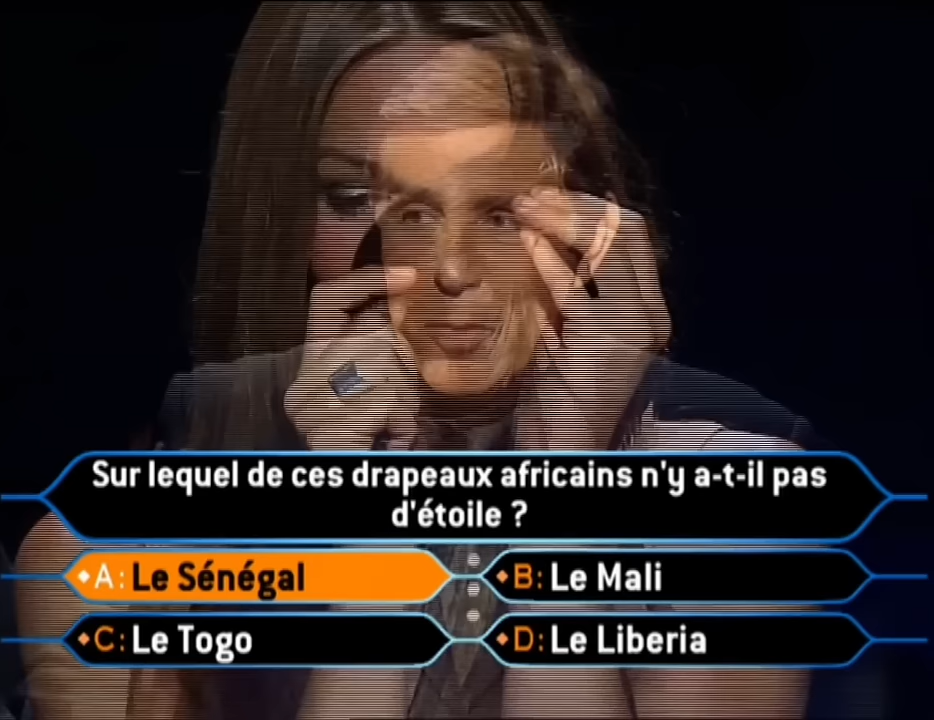 Sur lequel de ces drapeaux africains n'y a-t-il pas
d'étoile ?
A: Le Sénégal
B: Le Mali
C: Le Togo
D: Le Liberia